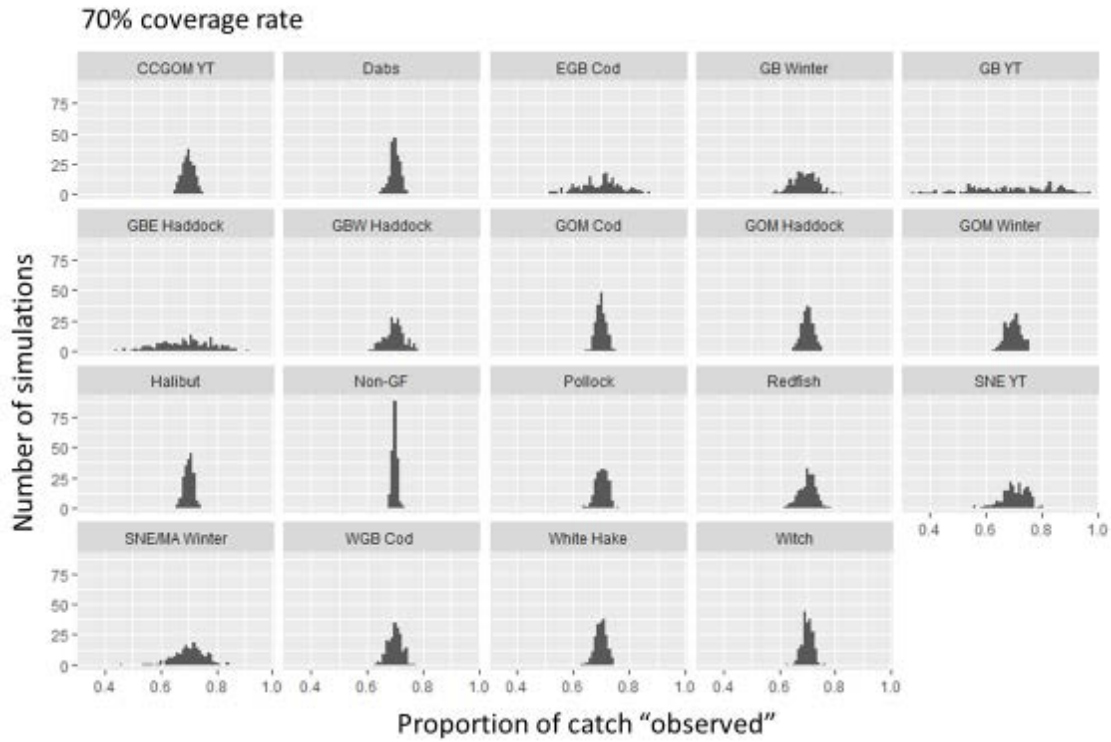 70% coverage rate
CCGOM YT Dabs EGB Cod GB Winter GB YT
75
50
25
0
GBE Haddock GBW Haddock GOM Cod GOM Haddock GOM Winter
75
50
25
0
Halibut Non-GF Pollock Redfish SNE YT
75
50
25
0
0.4 0.6 0.8 1.0
SNE/MA Winter WGB Cod White Hake Witch
75
50
25
0
0.4 0.6 0.8 1.0 0.4 0.6 0.8 1.0 0.4 0.6 0.8 1.0 0.4 0.6 0.8 1.0
Number of simulations
Proportion of catch “observed”